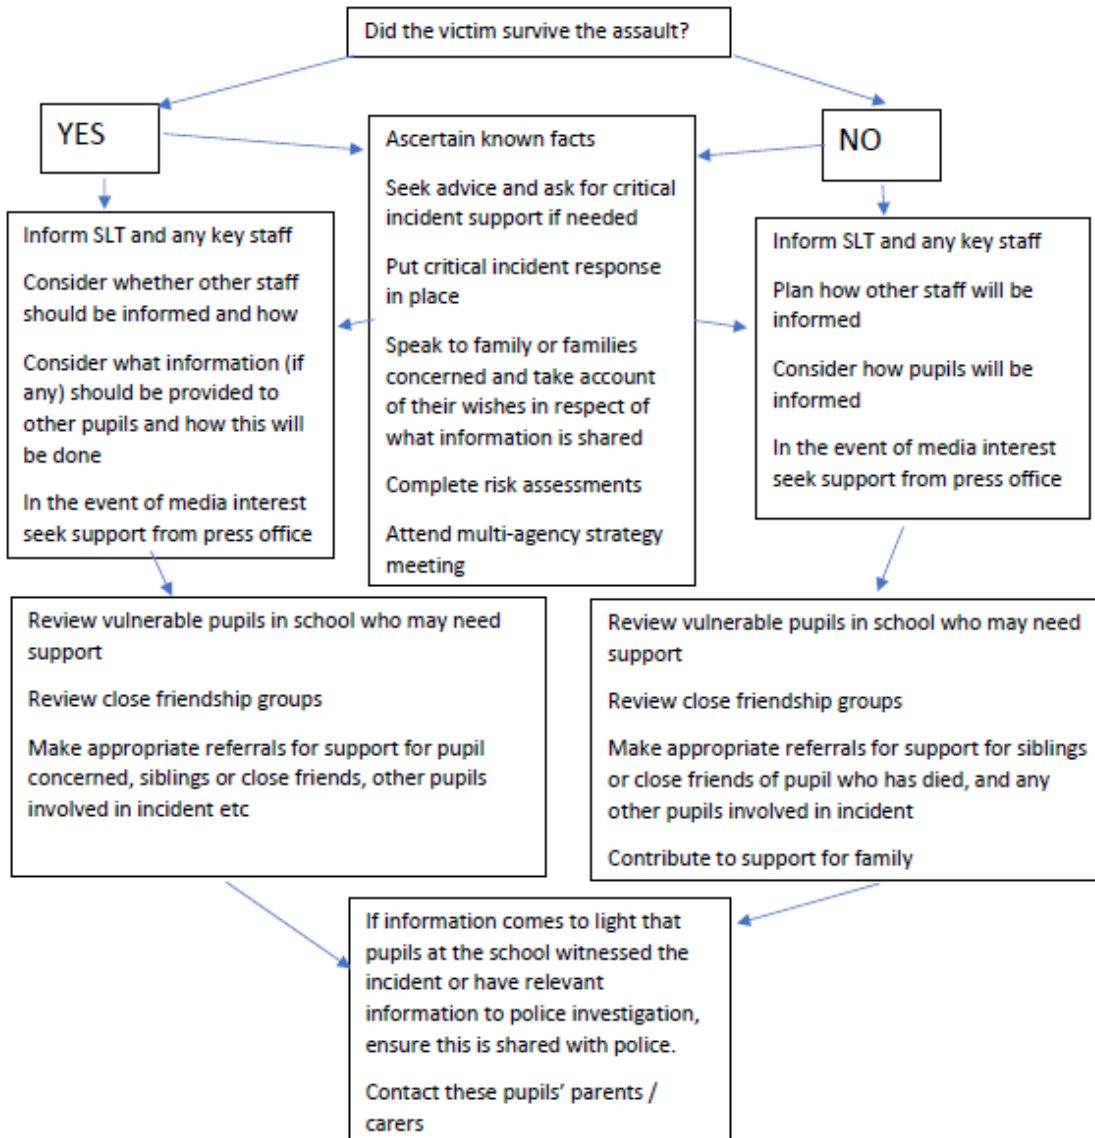 Did the victim survive the assault?
YES
NO
Ascertain known facts
Seek advice and ask for critical
incident support if needed
Put critical incident response
in place
Speak to family or families
concerned and take account
of their wishes in respect of
what information is shared
Complete risk assessments
Attend multi-agency strategy
meeting
Inform SLT and any key staff
Consider whether other staff
should be informed and how
Consider what information (if
any) should be provided to
other pupils and how this will
be done
In the event of media interest
seek support from press office
Inform SLT and any key staff
Plan how other staff will be
informed
Consider how pupils will be
informed
In the event of media interest
seek support from press office
Review vulnerable pupils in school who may need
support
Review close friendship groups
Make appropriate referrals for support for pupil
concerned, siblings or close friends, other pupils
involved in incident etc
Review vulnerable pupils in school who may need
support
Review close friendship groups
Make appropriate referrals for support for siblings
or close friends of pupil who has died, and any
other pupils involved in incident
Contribute to support for family
If information comes to light that
pupils at the school witnessed the
incident or have relevant
information to police investigation,
ensure this is shared with police.
Contact these pupils' parents /
carers